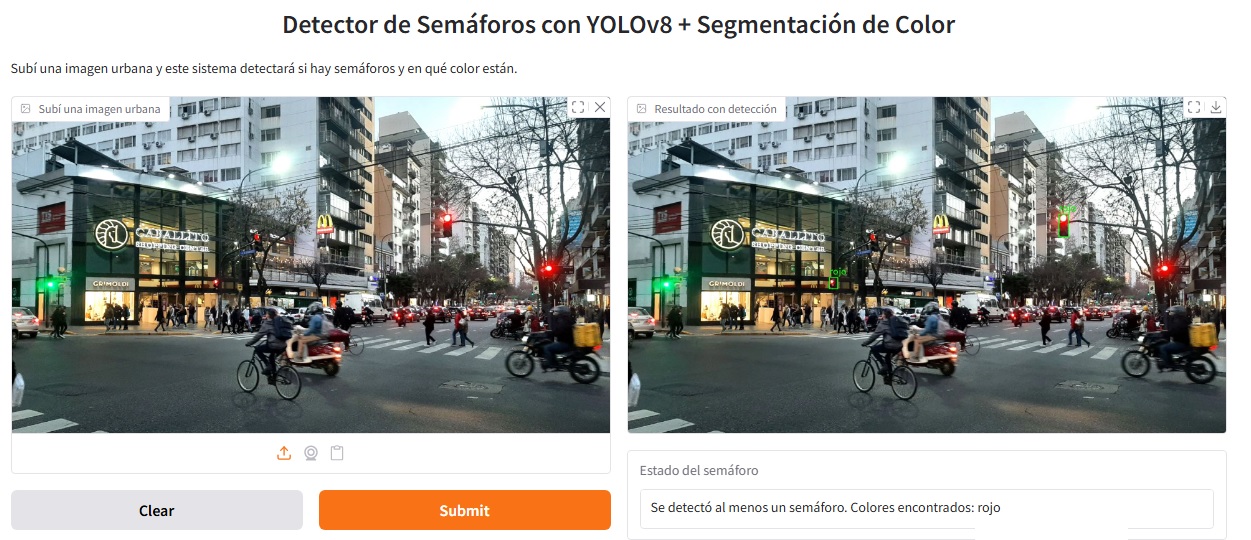 Detector de Semáforos con YOLOv8 + Segmentación de Color
Subí una imagen urbana y este sistema detectará si hay semáforos y en qué color están.
Subí una imagen urbana
CABALLITO
SHOPPING CENTER
GRIMOLDI
Clear
Submit
Resultado con detección
CABALLITO
SHOPPING CENTER
GRIMOLDI
rojo
Estado del semáforo
Se detectó al menos un semáforo. Colores encontrados: rojo